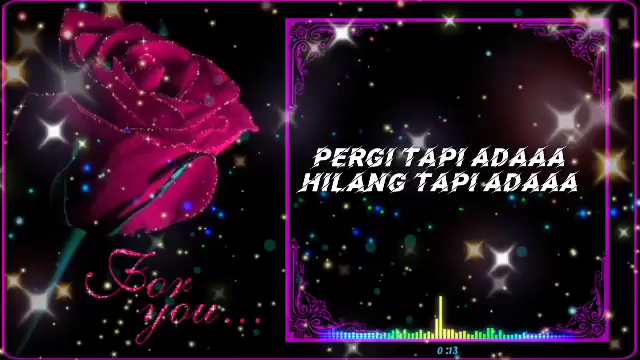 For
you...
PERGI TAPI ADAAA
HILANG TAPI ADAAA
0:13